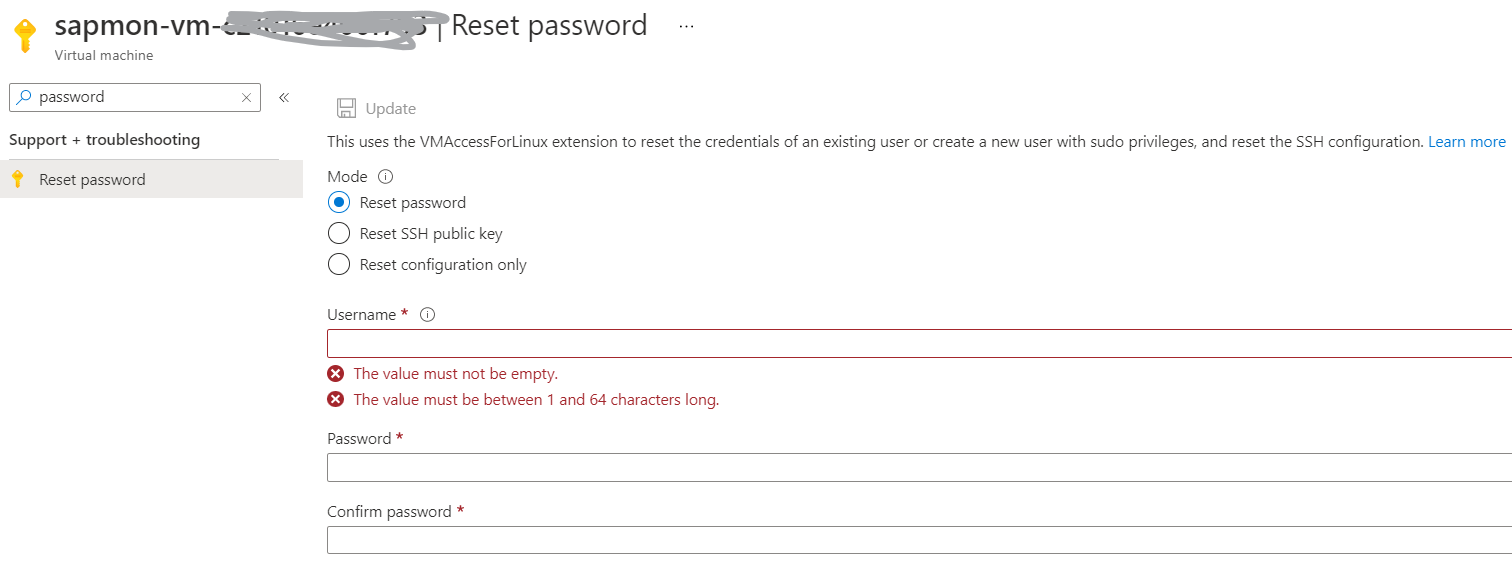 sapmon-vm- | Reset password ...
Virtual machine
password
«
Support + troubleshooting
Reset password
Update
This uses the VMAccessForLinux extension to reset the credentials of an existing user or create a new user with sudo privileges, and reset the SSH configuration. Learn more
Mode
Reset password
Reset SSH public key
Reset configuration only
Username *
The value must not be empty.
The value must be between 1 and 64 characters long.
Password *
Confirm password *